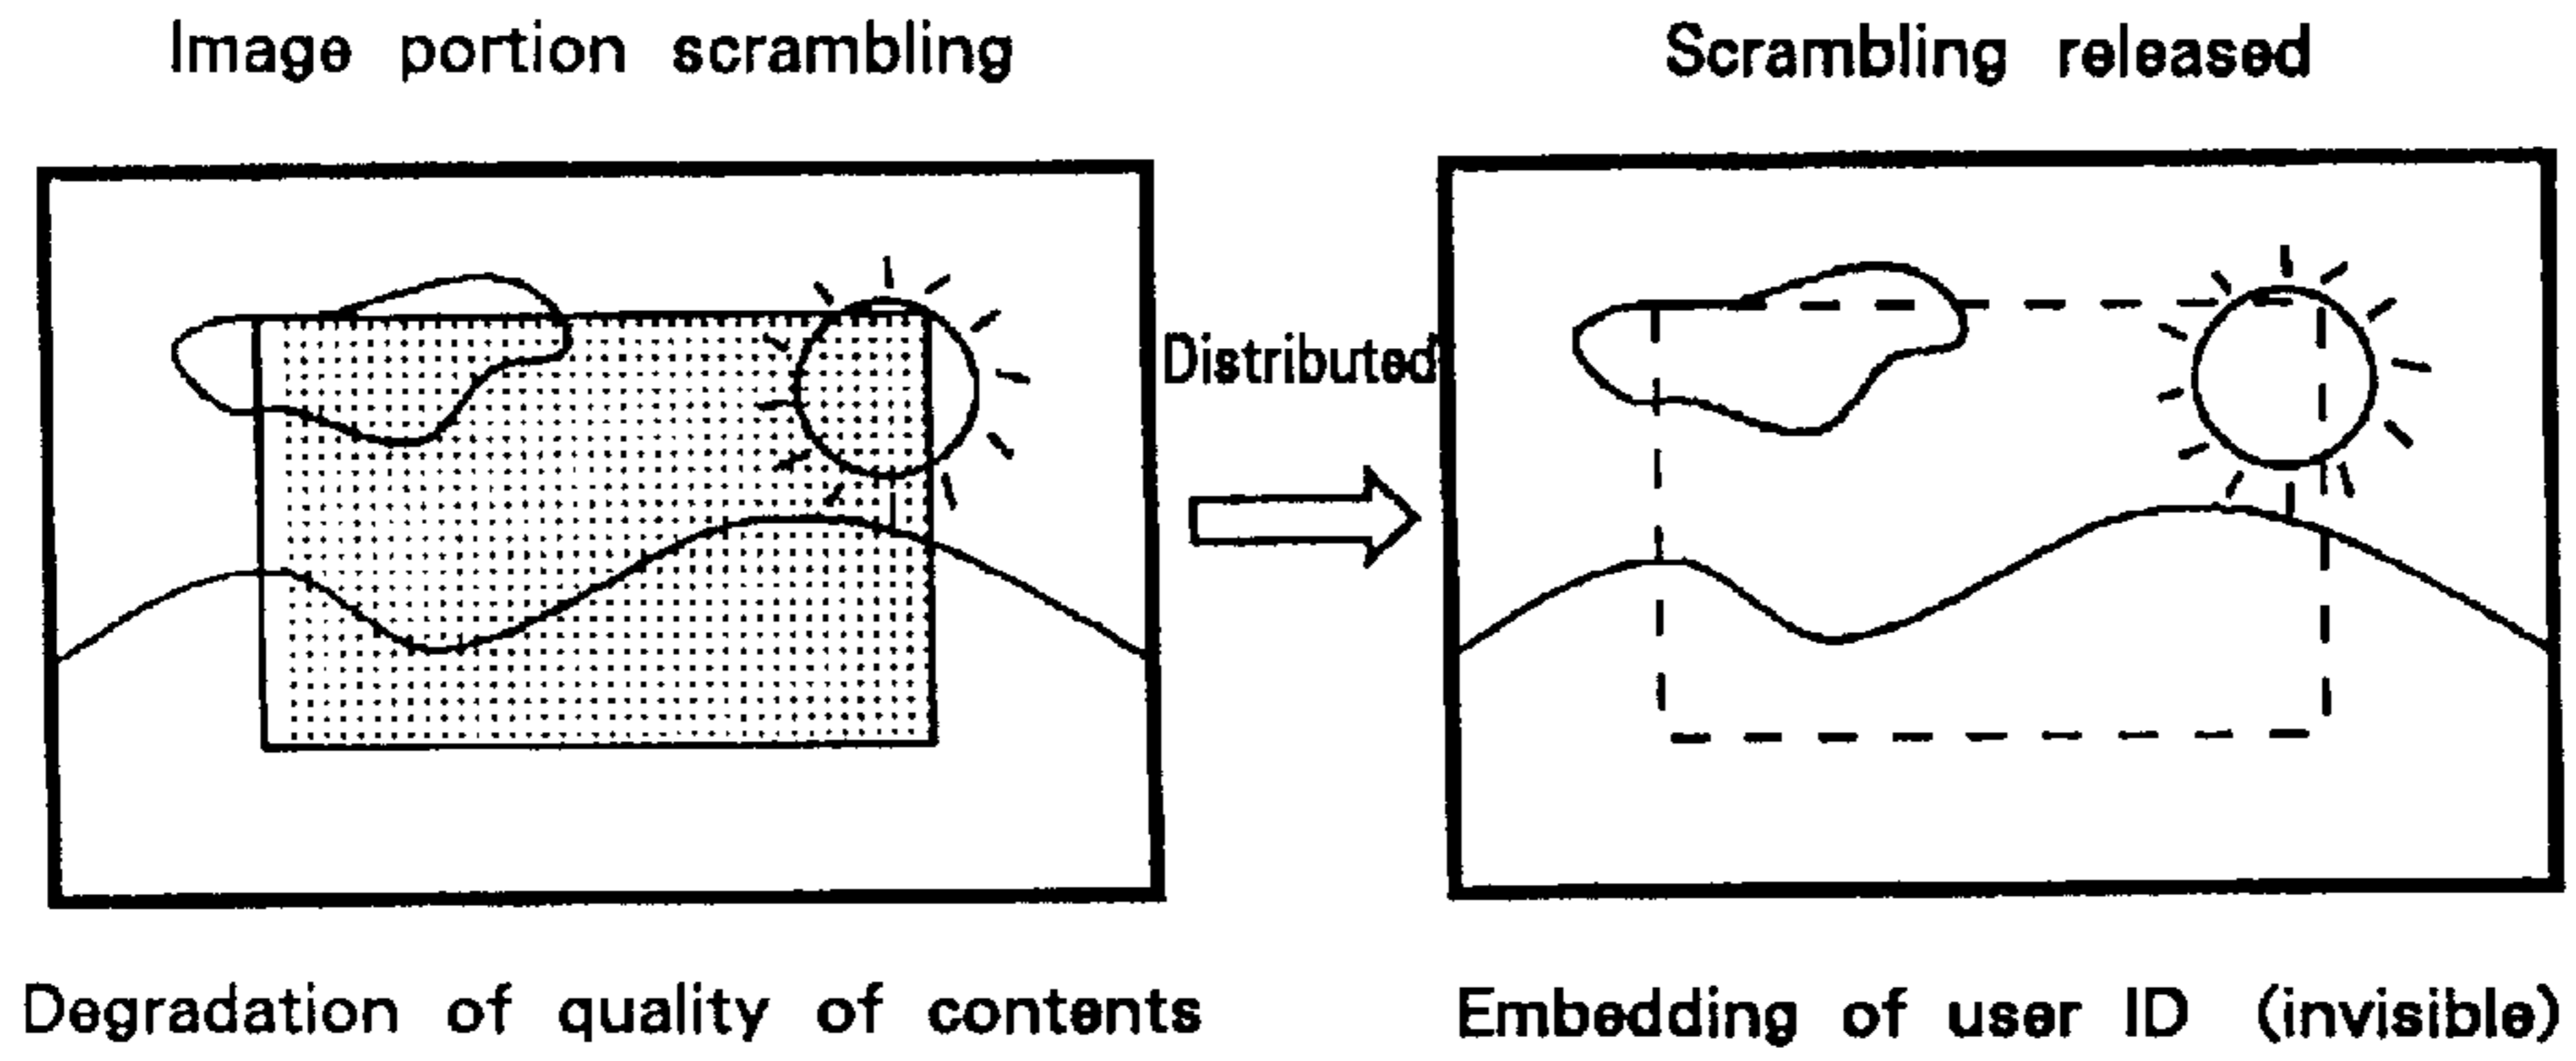 Image portion scrambling
Scrambling released
Distributed
Degradation of quality of contents
Embedding of user ID (invisible)